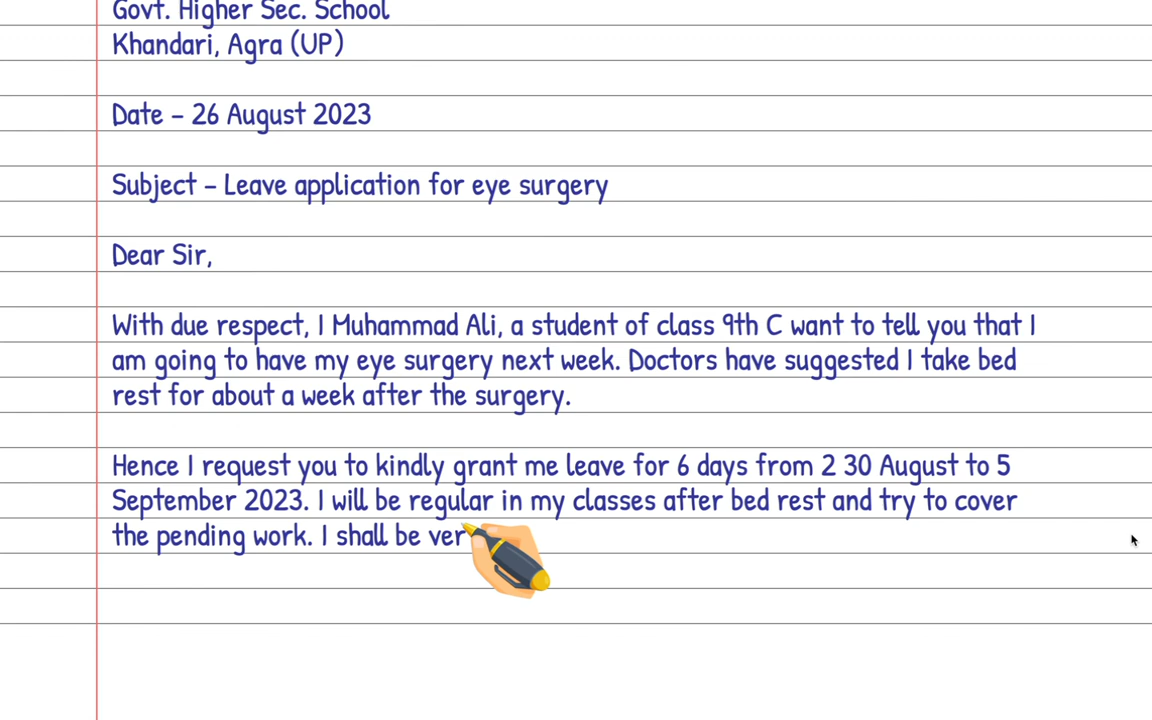 Govt. Higher Sec. School
Khandari, Agra (UP)
Date – 26 August 2023
Subject – Leave application for eye surgery
Dear Sir,
With due respect, I Muhammad Ali, a student of class 9th C want to tell you that I
am going to have my eye surgery next week. Doctors have suggested I take bed
rest for about a week after the surgery.
Hence I request you to kindly grant me leave for 6 days from 2 30 August to 5
September 2023. I will be regular in my classes after bed rest and try to cover
the pending work. I shall be ver